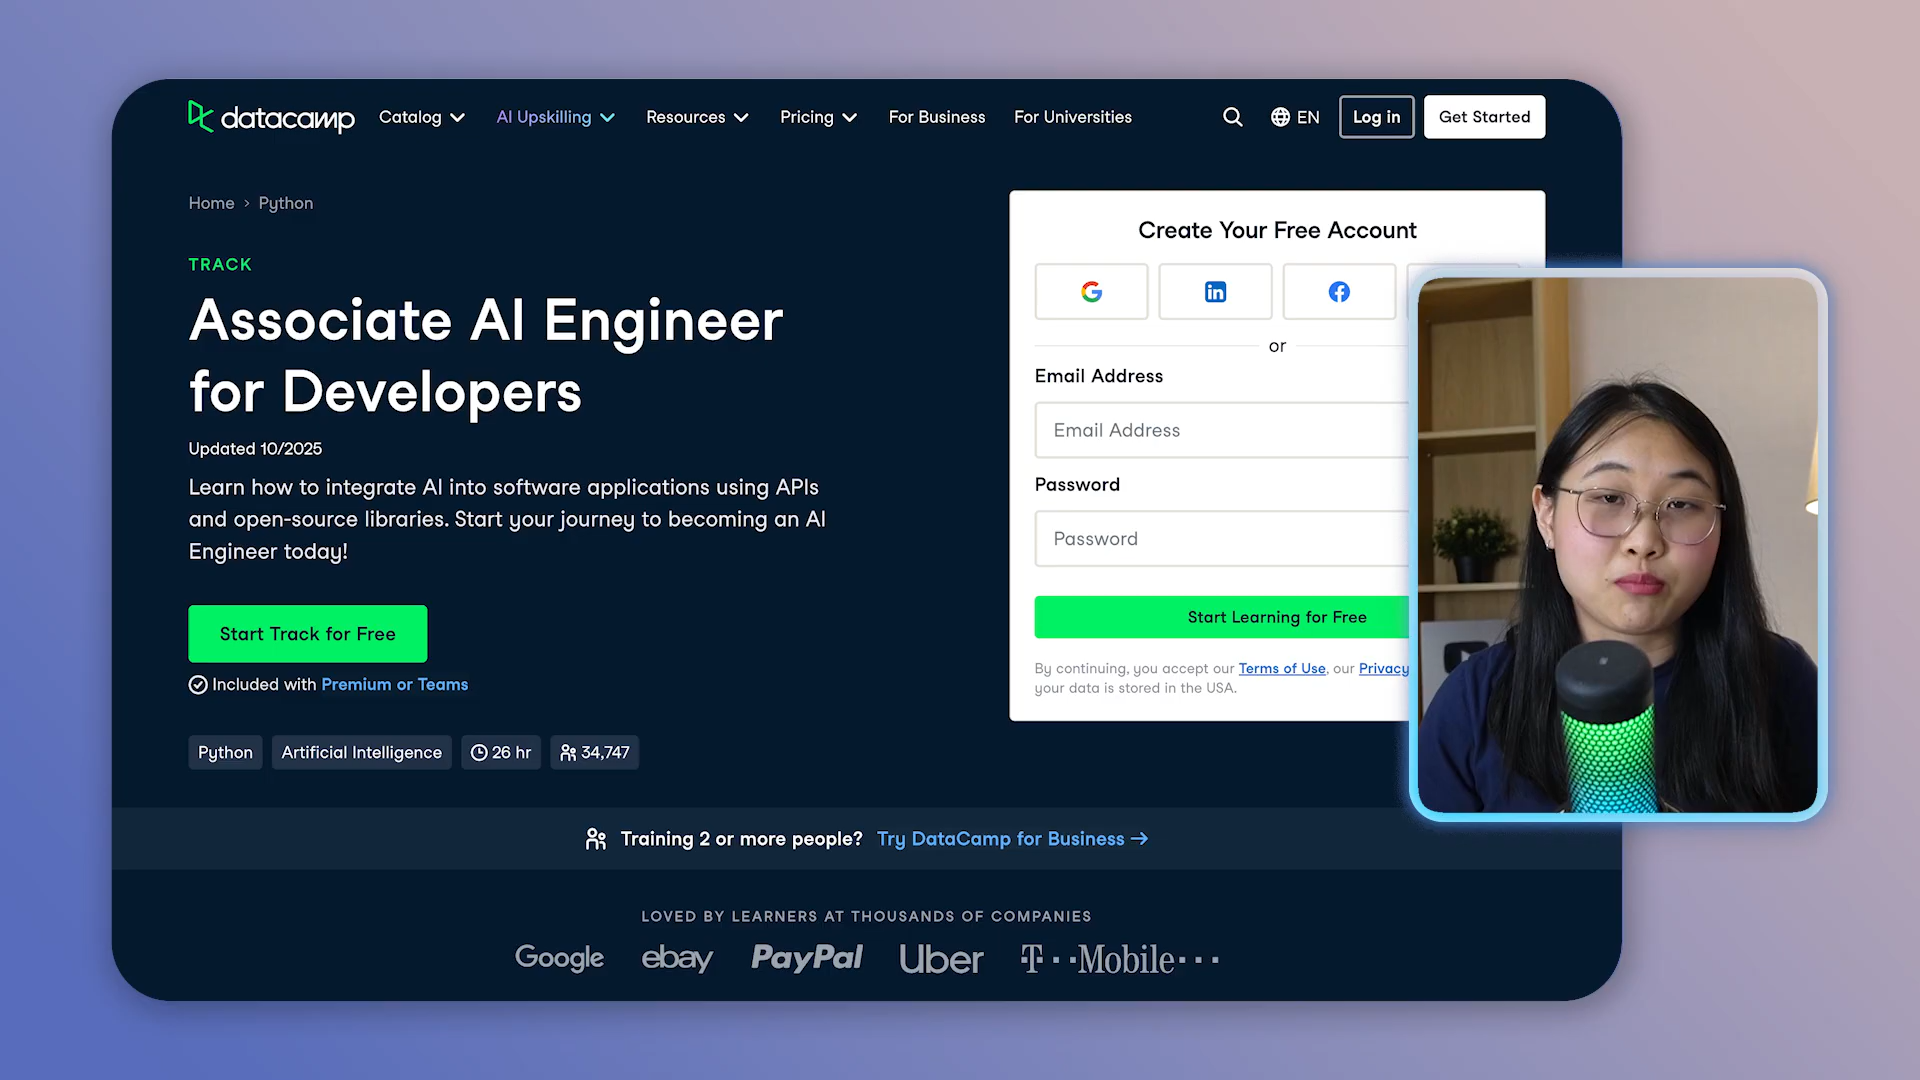 datacamp Catalog AI Upskilling Resources Pricing For Business For Universities EN Log in Get Started
Home > Python
TRACK
Associate AI Engineer
for Developers
Updated 10/2025
Learn how to integrate AI into software applications using APIs
and open-source libraries. Start your journey to becoming an AI
Engineer today!
Start Track for Free
Included with Premium or Teams
Python Artificial Intelligence 26 hr 34,747
Create Your Free Account
or
Email Address
Email Address
Password
Password
Start Learning for Free
By continuing, you accept our Terms of Use, our Privacy
your data is stored in the USA.
Training 2 or more people? Try DataCamp for Business →
LOVED BY LEARNERS AT THOUSANDS OF COMPANIES
Google ebay PayPal Uber T··Mobile···